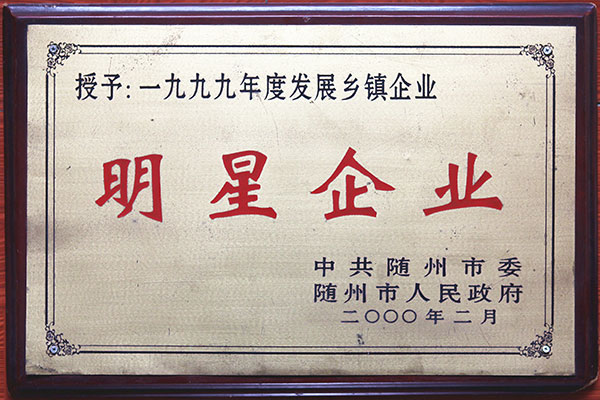 授予:一九九九年度发展乡镇企业
明星企业
中共随州市委
随州市人民政府
二〇〇〇年二月